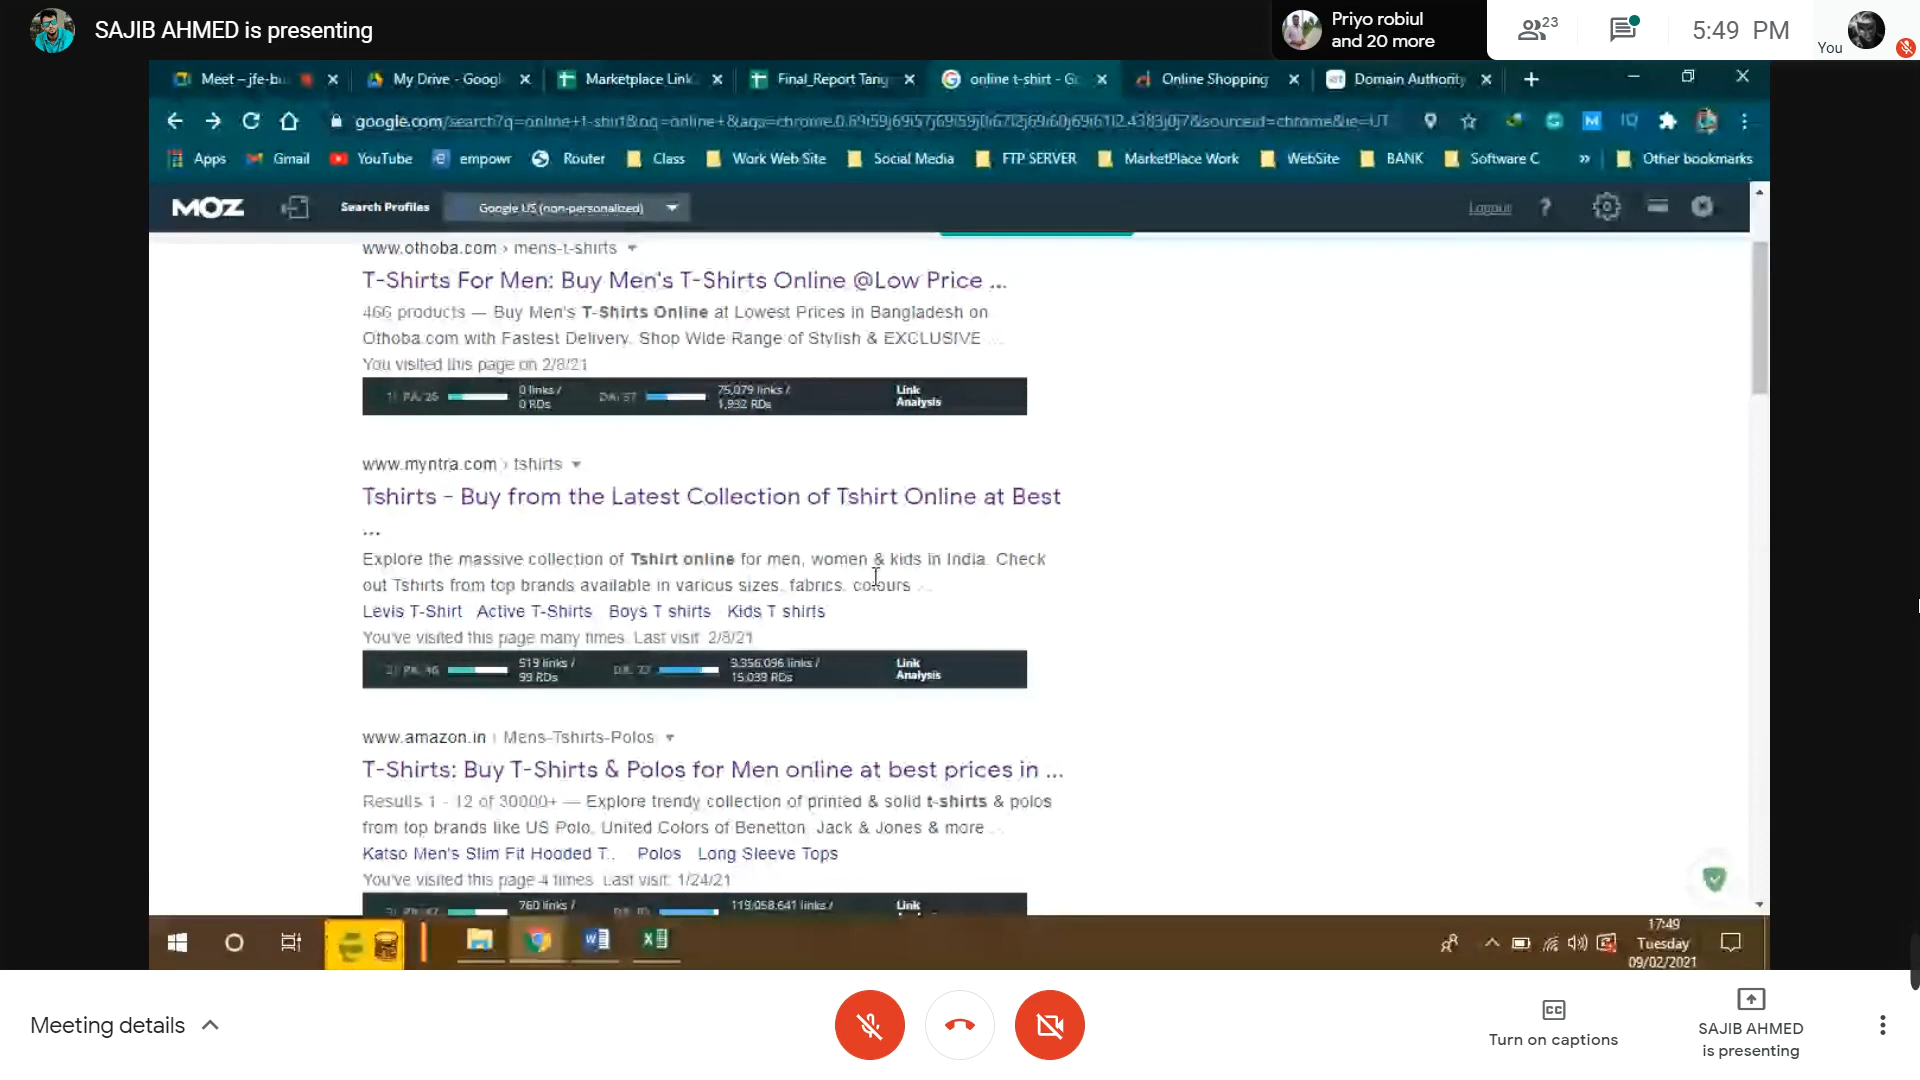 SAJIB AHMED is presenting
Priyo robiul
and 20 more
23
5:49 PM
You
Meet – jfe-bu
My Drive - Googl
Marketplace Link
Final_Report Tariq
online t-shirt - Go
Online Shopping
Domain Authority
Apps
Gmail
YouTube
empowr
Router
Class
Work Web Site
Social Media
FTP SERVER
MarketPlace Work
WebSite
BANK
Software C
»
Other bookmarks
MOZ
Search Profiles
Google US (non-personalized)
Logout
?
www.othoba.com › mens-t-shirts
T-Shirts For Men: Buy Men's T-Shirts Online @Low Price ...
466 products — Buy Men's T-Shirts Online at Lowest Prices in Bangladesh on
Othoba.com with Fastest Delivery. Shop Wide Range of Stylish & EXCLUSIVE ...
You visited this page on 2/8/21
0 links /
0 RDs
75,079 links /
1,932 RDs
Link
Analysis
www.myntra.com › tshirts
Tshirts - Buy from the Latest Collection of Tshirt Online at Best
...
Explore the massive collection of Tshirt online for men, women & kids in India. Check
out Tshirts from top brands available in various sizes, fabrics, colours ...
Levis T-Shirt Active T-Shirts Boys T shirts Kids T shirts
You've visited this page many times. Last visit: 2/8/21
919 links /
99 RDs
9,356,096 links /
15,039 RDs
Link
Analysis
www.amazon.in › Mens-Tshirts-Polos
T-Shirts: Buy T-Shirts & Polos for Men online at best prices in ...
Results 1 - 12 of 30000+ — Explore trendy collection of printed & solid t-shirts & polos
from top brands like US Polo, United Colors of Benetton, Jack & Jones & more ...
Katso Men's Slim Fit Hooded T.. Polos Long Sleeve Tops
You've visited this page 4 times. Last visit: 1/24/21
760 links /
119,058,641 links /
Link
17:49
Tuesday
09/02/2021
Meeting details
Turn on captions
SAJIB AHMED
is presenting